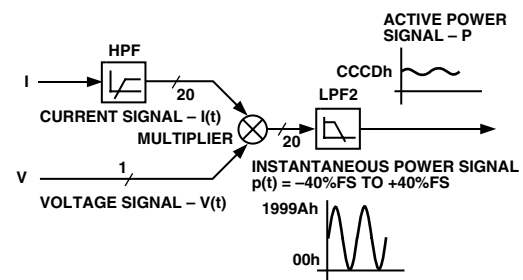 ACTIVE POWER
SIGNAL – P
HPF
CCCDh
I
20
LPF2
CURRENT SIGNAL – I(t)
MULTIPLIER
20
1
INSTANTANEOUS POWER SIGNAL
V
p(t) = –40%FS TO +40%FS
VOLTAGE SIGNAL – V(t)
1999Ah
00h